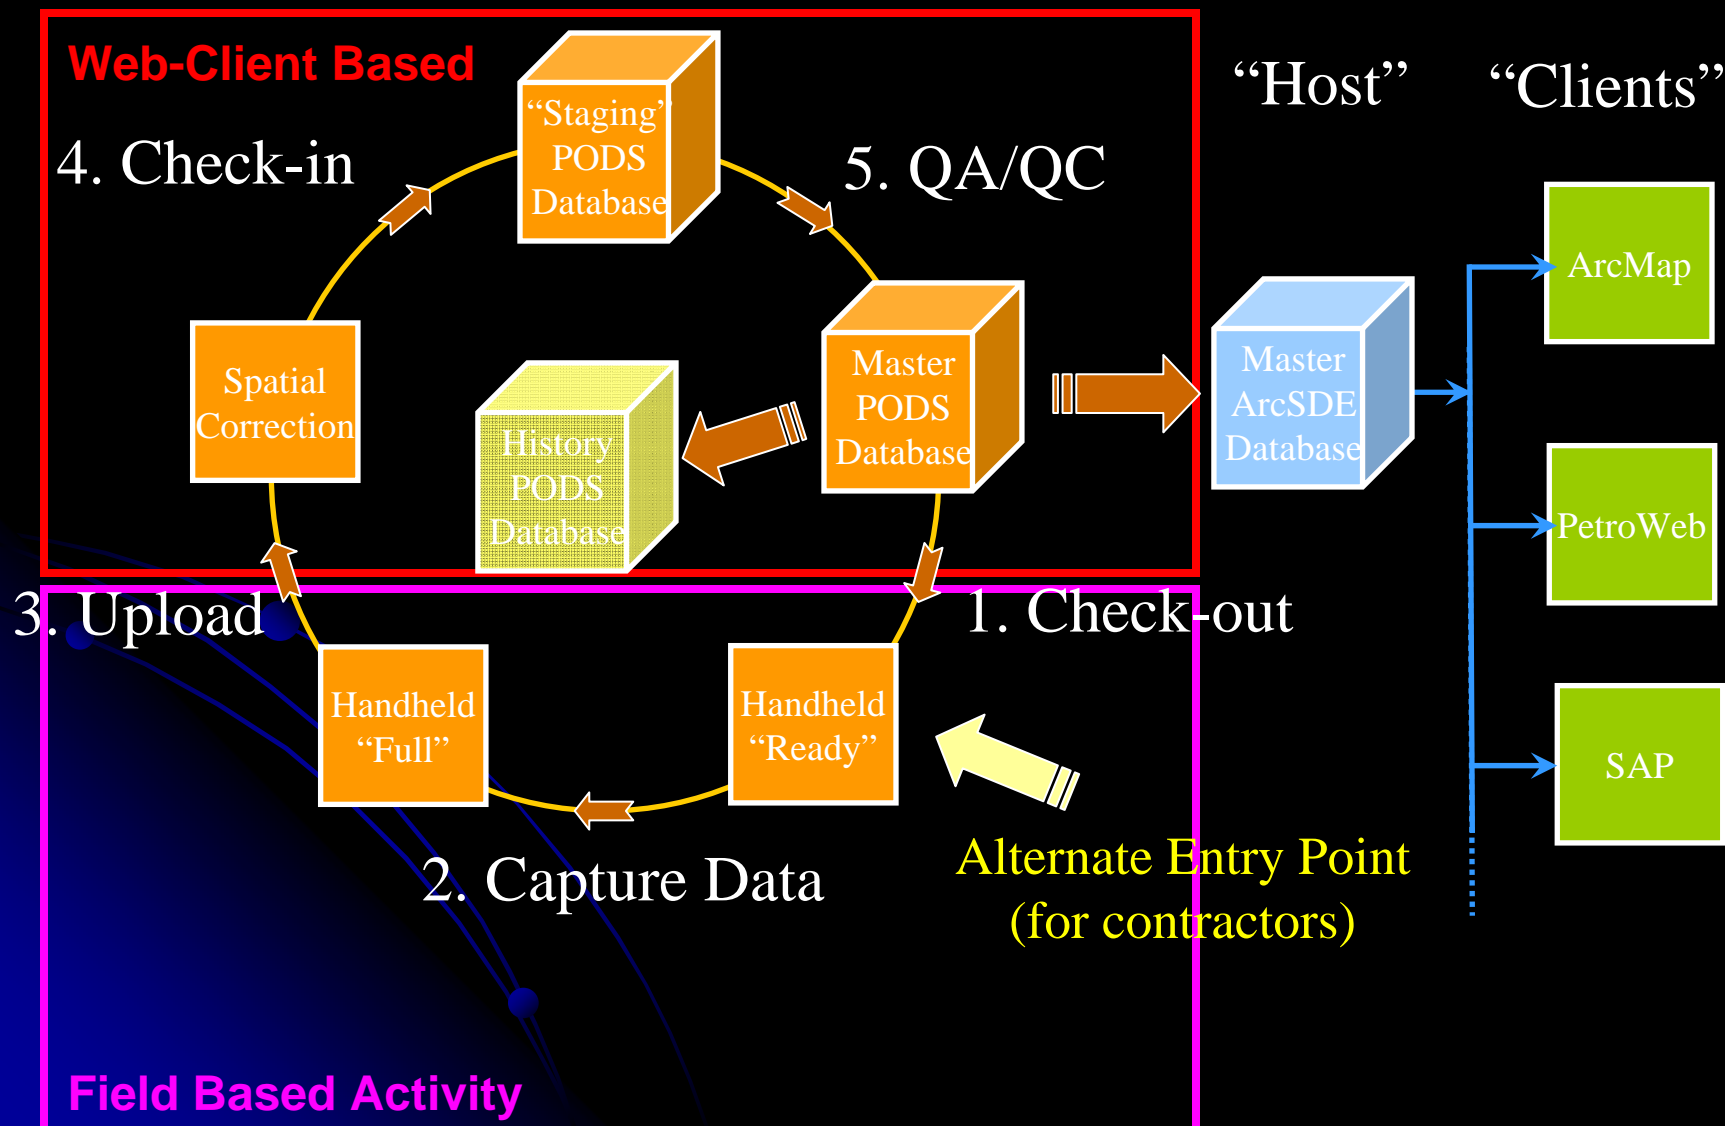 Web-Client Based
“Host”
“Clients”
“Staging”
PODS
Database
4. Check-in
5. QA/QC
ArcMap
Spatial
Correction
History
PODS
Database
Master
PODS
Database
Master
ArcSDE
Database
PetroWeb
3. Upload
1. Check-out
Handheld
“Full”
Handheld
“Ready”
SAP
2. Capture Data
Alternate Entry Point
(for contractors)
Field Based Activity